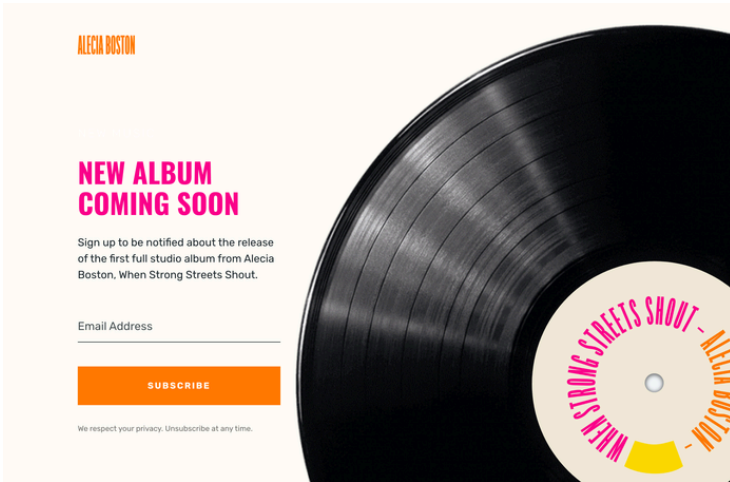 ALECIA BOSTON
NEW ALBUM
COMING SOON
Sign up to be notified about the release
of the first full studio album from Alecia
Boston, When Strong Streets Shout.
Email Address
SUBSCRIBE
We respect your privacy. Unsubscribe at any time.
WHEN STRONG STREETS SHOUT – ALECIA BOSTON –